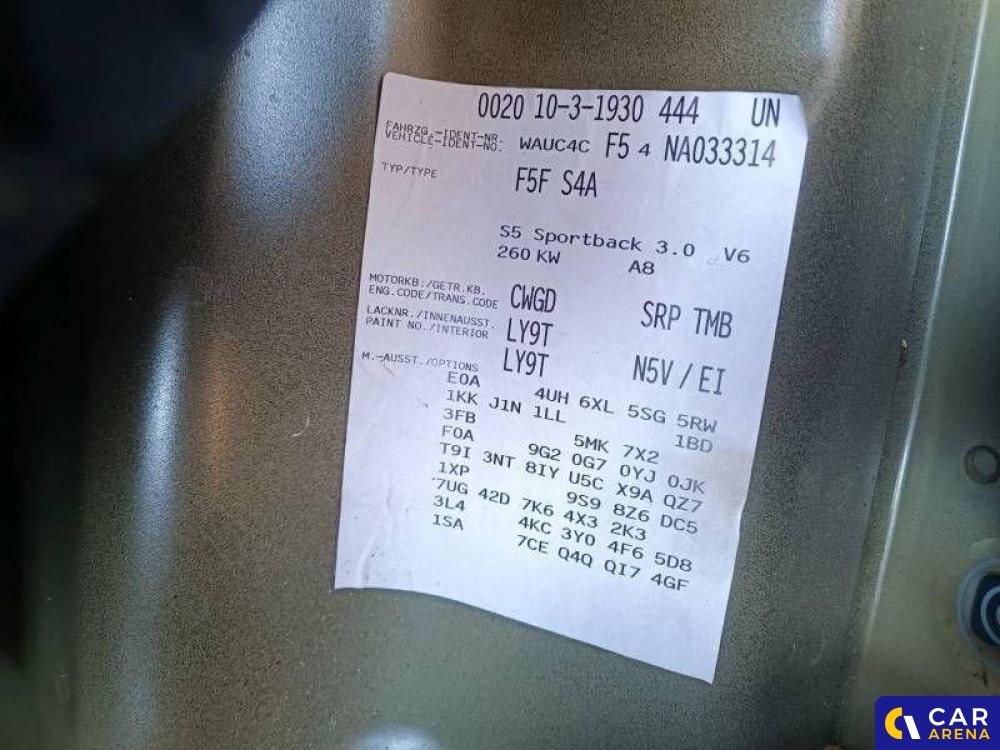 0020 10-3-1930 444 UN
FAHRZG.-IDENT-NR.
VEHICLE-IDENT-NO: WAUC4C F5 4 NA033314
TYP/TYPE F5F S4A
S5 Sportback 3.0 V6
260 KW A8
MOTORKB:/GETR.KB.
ENG.CODE/TRANS.CODE CWGD SRP TMB
LACKNR./INNENAUSST.
PAINT NO./INTERIOR LY9T
LY9T N5V / EI
M.-AUSST./OPTIONS
E0A 4UH 6XL 5SG 5RW
1KK J1N 1LL 1BD
3FB 5MK 7X2
F0A 9G2 0G7 0YJ 0JK
T9I 3NT 8IY U5C X9A QZ7
1XP 9S9 8Z6 DC5
7UG 42D 7K6 4X3 2K3
3L4 4KC 3Y0 4F6 5D8
1SA 7CE Q4Q QI7 4GF
CAR
ARENA